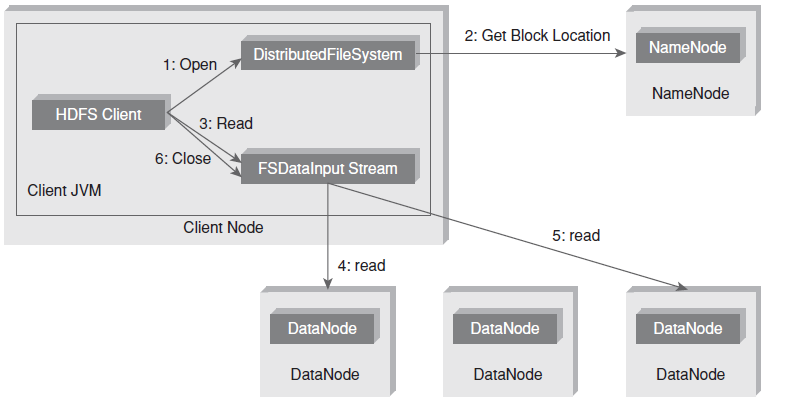 2: Get Block Location
DistributedFileSystem
NameNode
1: Open
NameNode
HDFS Client
3: Read
6: Close
FSDataInput Stream
Client JVM
Client Node
5: read
4: read
DataNode
DataNode
DataNode
DataNode
DataNode
DataNode